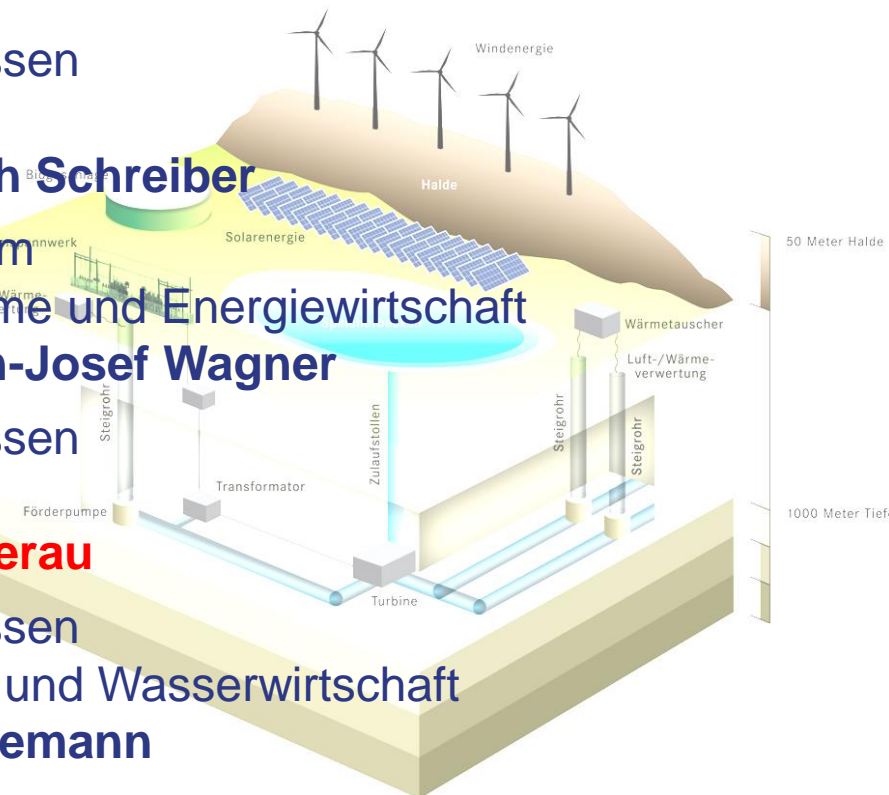 ssen
h Schreiber
m
me und Energiewirtschaft
n-Josef Wagner
ssen
erau
ssen
und Wasserwirtschaft
emann
Windenergie
Halde
Solarenergie
50 Meter Halde
Wärmetauscher
Luft-/Wärme-
verwertung
Steigrohr
Zulaufstollen
Steigrohr
Steigrohr
Transformator
Förderpumpe
1000 Meter Tiefe
Turbine